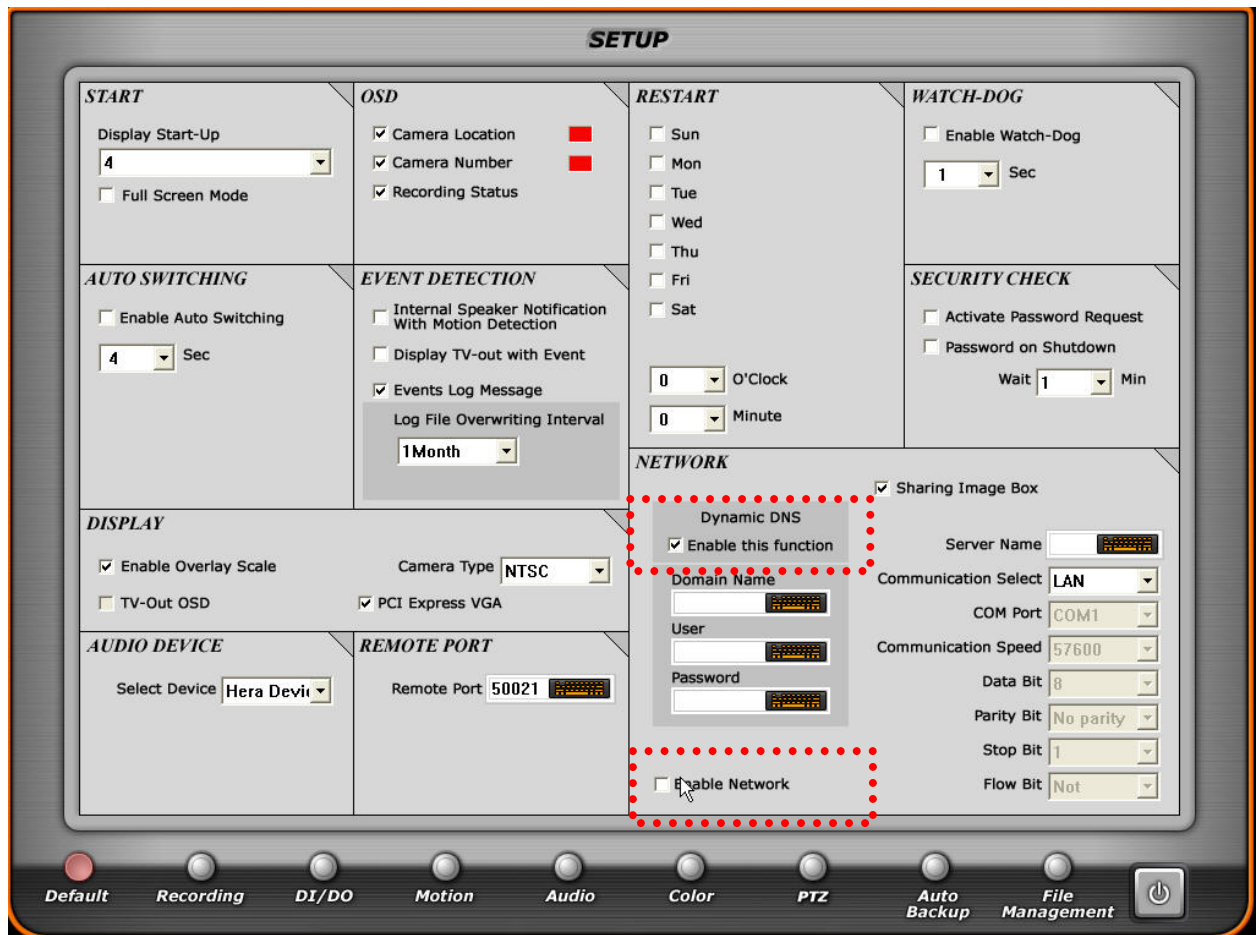 SETUP
START
Display Start-Up
4
Full Screen Mode
OSD
Camera Location
Camera Number
Recording Status
RESTART
Sun
Mon
Tue
Wed
Thu
Fri
Sat
0 O'Clock
0 Minute
WATCH-DOG
Enable Watch-Dog
1 Sec
AUTO SWITCHING
Enable Auto Switching
4 Sec
EVENT DETECTION
Internal Speaker Notification
With Motion Detection
Display TV-out with Event
Events Log Message
Log File Overwriting Interval
1Month
SECURITY CHECK
Activate Password Request
Password on Shutdown
Wait 1 Min
DISPLAY
Enable Overlay Scale
Camera Type NTSC
TV-Out OSD
PCI Express VGA
AUDIO DEVICE
Select Device Hera Devic
REMOTE PORT
Remote Port 50021
NETWORK
Dynamic DNS
Enable this function
Domain Name
User
Password
Enable Network
Sharing Image Box
Server Name
Communication Select LAN
COM Port COM1
Communication Speed 57600
Data Bit 8
Parity Bit No parity
Stop Bit 1
Flow Bit Not
Default
Recording
DI/DO
Motion
Audio
Color
PTZ
Auto
Backup
File
Management